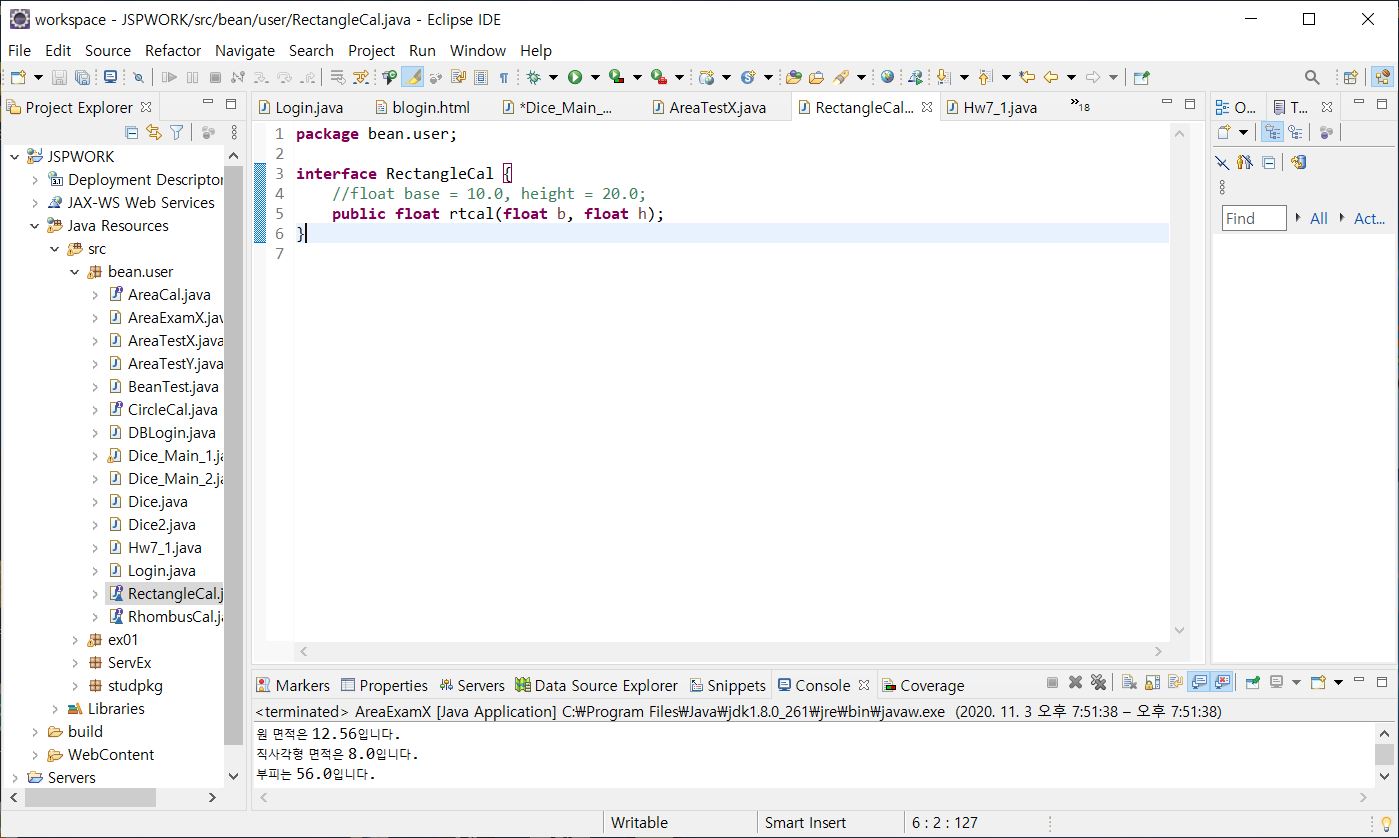 workspace - JSPWORK/src/bean/user/RectangleCal.java - Eclipse IDE
File Edit Source Refactor Navigate Search Project Run Window Help
Project Explorer
Login.java blogin.html *Dice_Main_... AreaTestX.java RectangleCal... Hw7_1.java »18
O... T...
JSPWORK
Deployment Descriptor
JAX-WS Web Services
Java Resources
src
bean.user
AreaCal.java
AreaExamX.jav
AreaTestX.java
AreaTestY.java
BeanTest.java
CircleCal.java
DBLogin.java
Dice_Main_1.ja
Dice_Main_2.ja
Dice.java
Dice2.java
Hw7_1.java
Login.java
RectangleCal.j
RhombusCal.ja
ex01
ServEx
studpkg
Libraries
build
WebContent
Servers
1 package bean.user;
2
3 interface RectangleCal {
4 //float base = 10.0, height = 20.0;
5 public float rtcal(float b, float h);
6 }
7
Find All Act...
Markers Properties Servers Data Source Explorer Snippets Console Coverage
<terminated> AreaExamX [Java Application] C:₩Program Files₩Java₩jdk1.8.0_261₩jre₩bin₩javaw.exe (2020. 11. 3 오후 7:51:38 – 오후 7:51:38)
원 면적은 12.56입니다.
직사각형 면적은 8.0입니다.
부피는 56.0입니다.
Writable Smart Insert 6 : 2 : 127